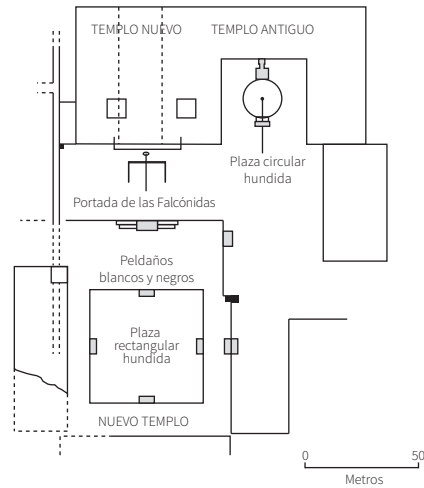 TEMPLO NUEVO
TEMPLO ANTIGUO
Plaza circular
hundida
Portada de las Falcónidas
Peldaños
blancos y negros
Plaza
rectangular
hundida
NUEVO TEMPLO
0
50
Metros